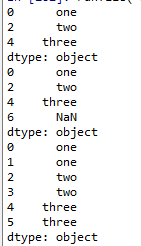 0 one
2 two
4 three
dtype: object
0 one
2 two
4 three
6 NaN
dtype: object
0 one
1 one
2 two
3 two
4 three
5 three
dtype: object